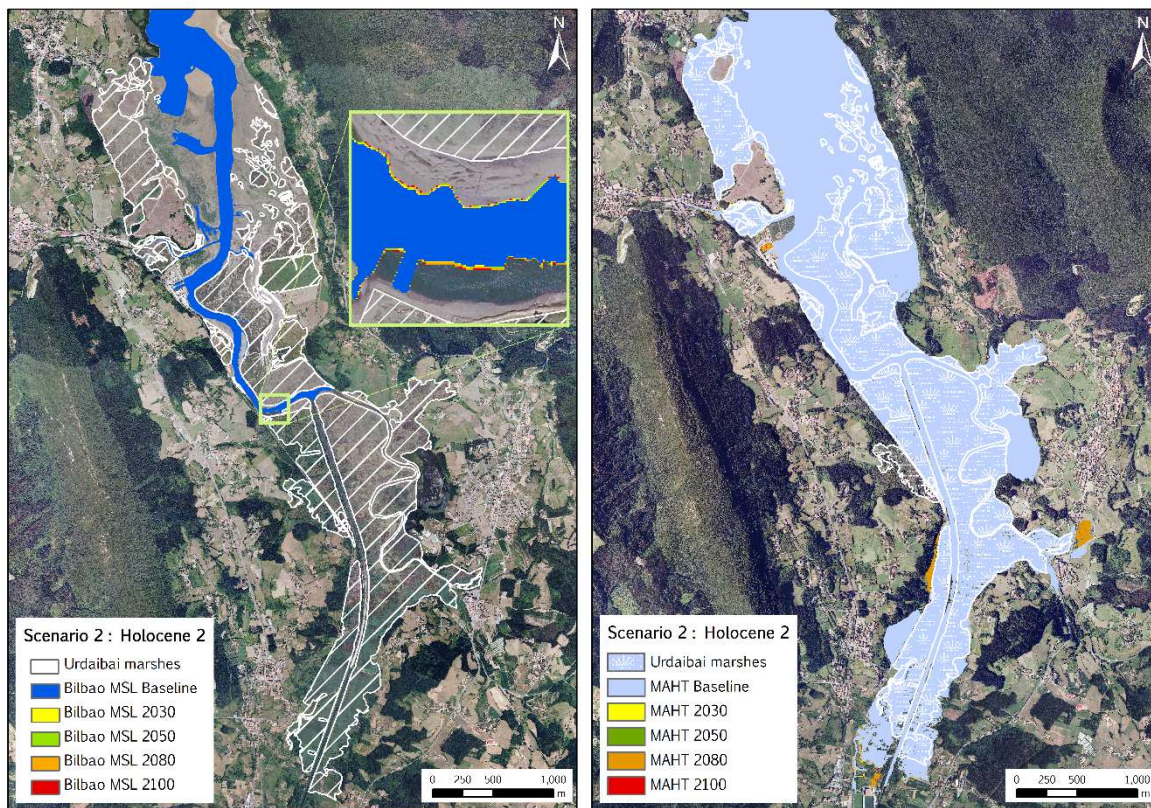 N
Scenario 2 : Holocene 2
Urdaibai marshes
Bilbao MSL Baseline
Bilbao MSL 2030
Bilbao MSL 2050
Bilbao MSL 2080
Bilbao MSL 2100
0 250 500 1,000
m
N
Scenario 2 : Holocene 2
Urdaibai marshes
MAHT Baseline
MAHT 2030
MAHT 2050
MAHT 2080
MAHT 2100
0 250 500 1,000
m